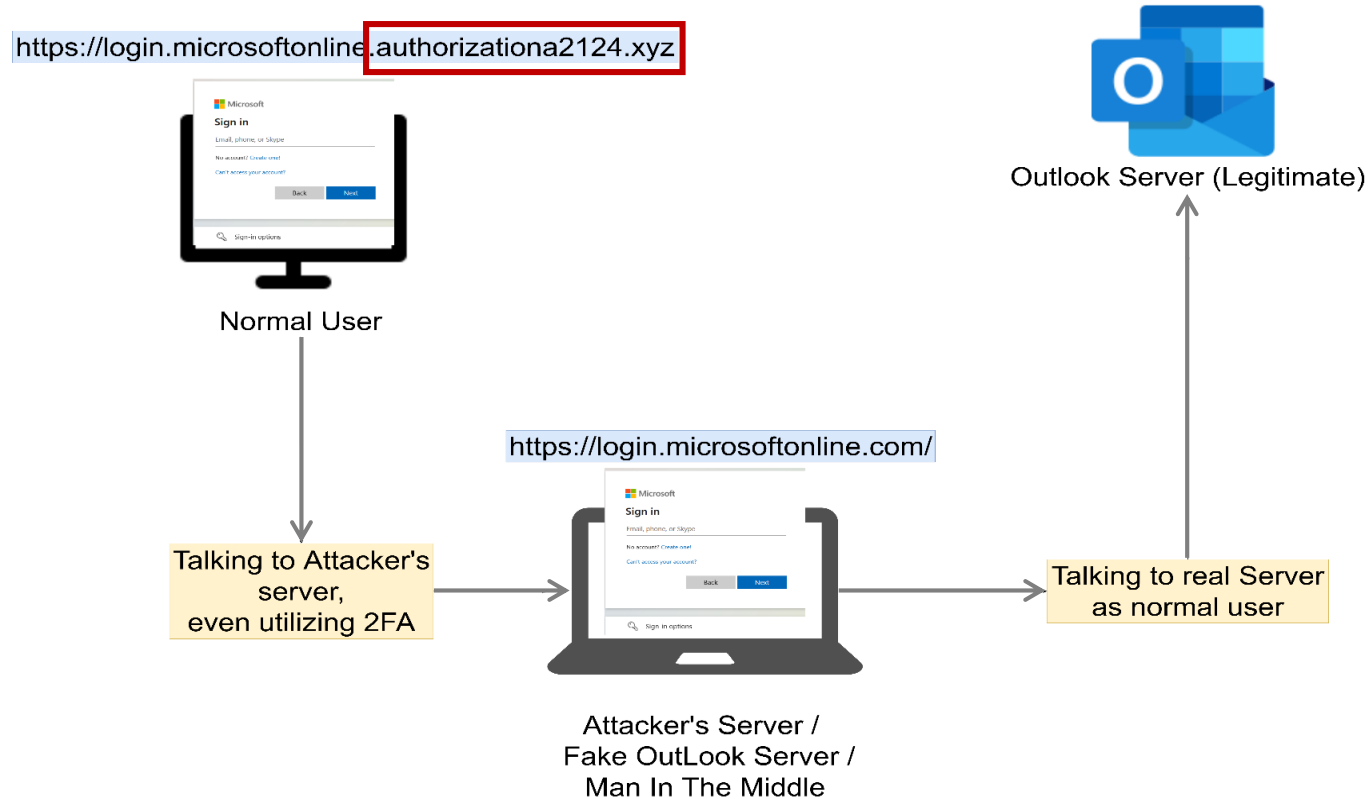 https://login.microsoftonline.authorizationa2124.xyz
Microsoft
Sign in
Email, phone, or Skype
No account? Create one!
Can't access your account?
Back Next
Sign-in options
Normal User
O
Outlook Server (Legitimate)
Talking to Attacker's
server,
even utilizing 2FA
https://login.microsoftonline.com/
Microsoft
Sign in
Email, phone, or Skype
No account? Create one!
Can't access your account?
Back Next
Sign in options
Attacker's Server /
Fake OutLook Server /
Man In The Middle
Talking to real Server
as normal user